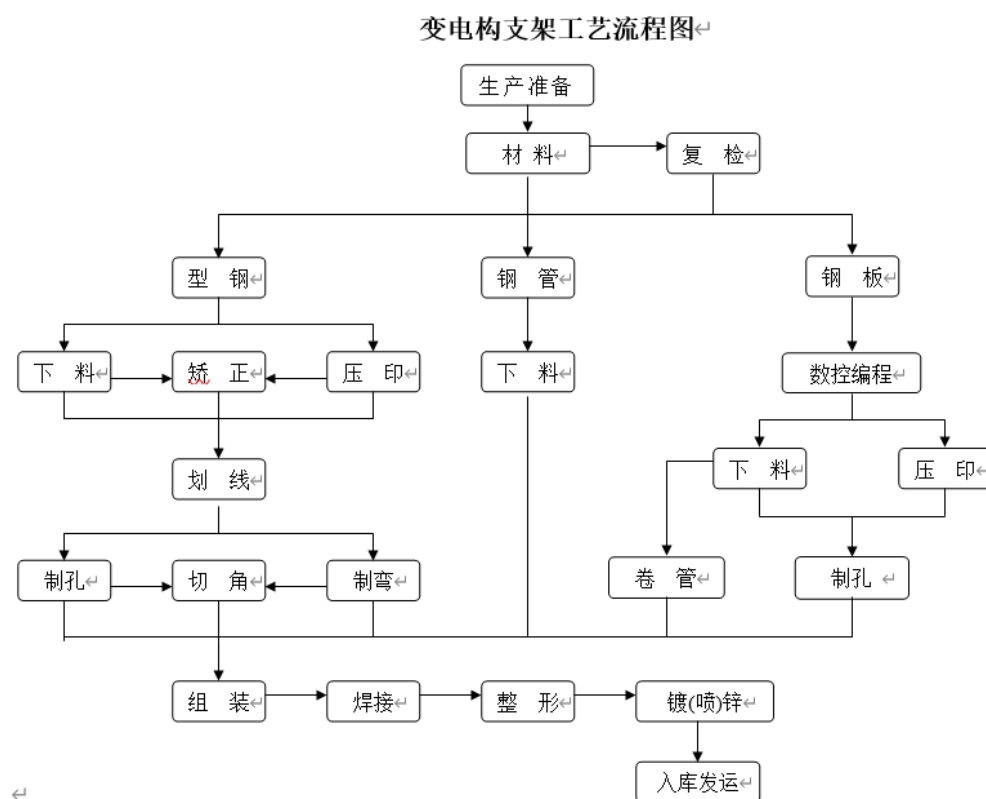 变电构支架工艺流程图
生产准备
材 料
复 检
型 钢
钢 管
钢 板
下 料
矫 正
压 印
下 料
数控编程
下 料
压 印
划 线
制孔
切 角
制弯
卷 管
制孔
组 装
焊接
整 形
镀(喷)锌
入库发运